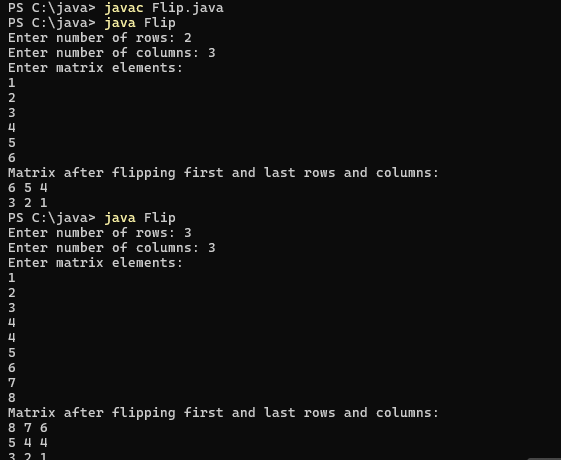 PS C:\java> javac Flip.java
PS C:\java> java Flip
Enter number of rows: 2
Enter number of columns: 3
Enter matrix elements:
1
2
3
4
5
6
Matrix after flipping first and last rows and columns:
6 5 4
3 2 1
PS C:\java> java Flip
Enter number of rows: 3
Enter number of columns: 3
Enter matrix elements:
1
2
3
4
4
5
6
7
8
Matrix after flipping first and last rows and columns:
8 7 6
5 4 4
3 2 1